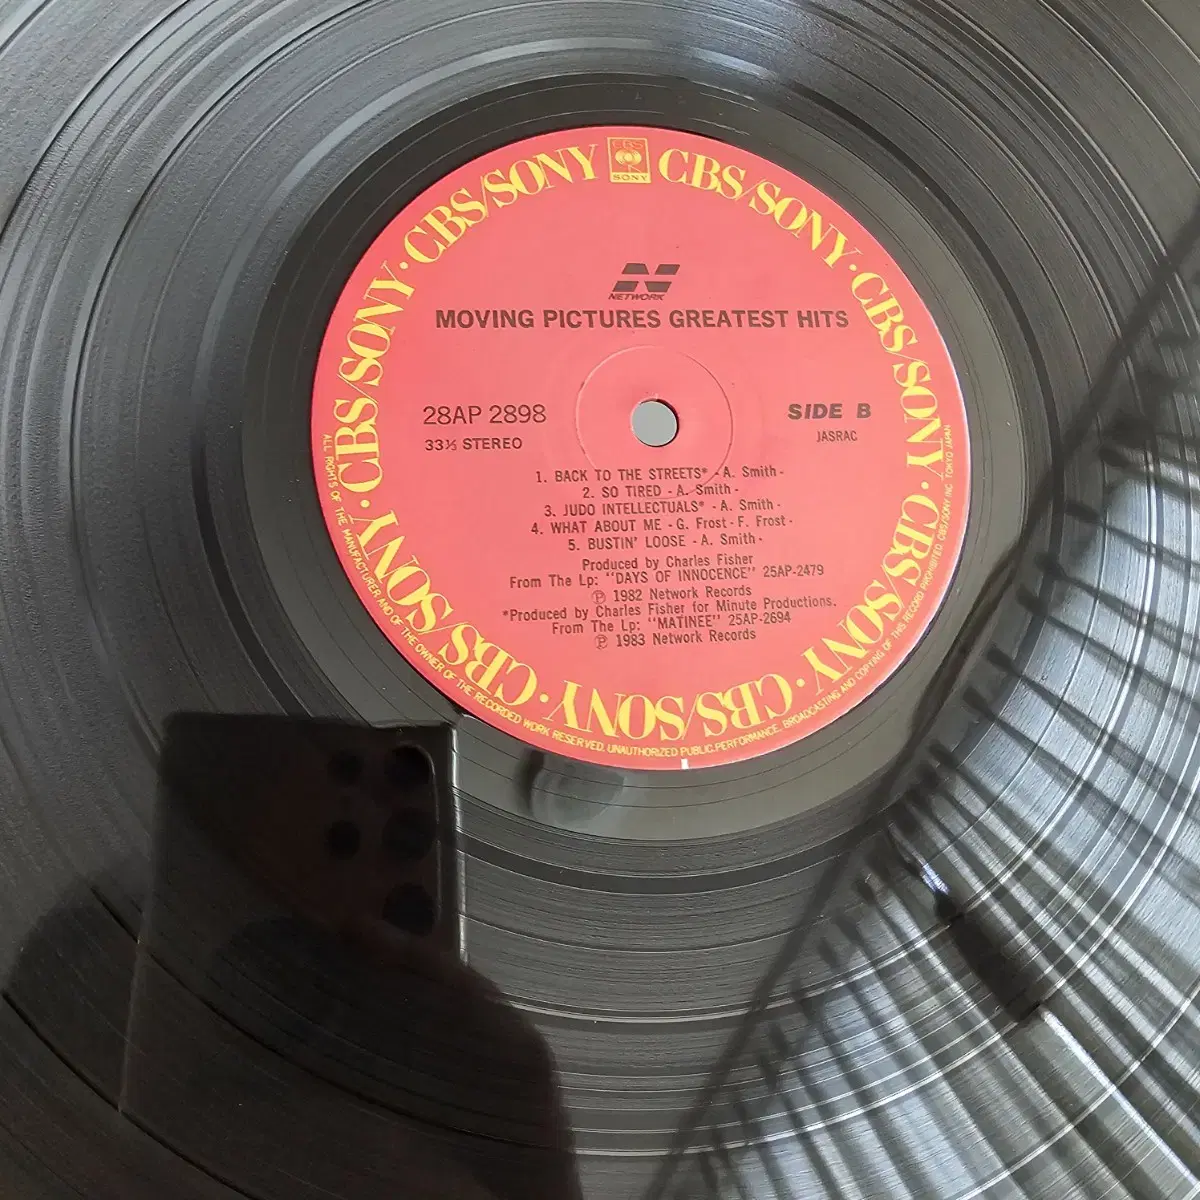 CBS/SONY CBS SONY CBS/SONY · CBS/SONY · CBS/SONY · CBS/SONY · CBS/SONY · CBS/SONY · CBS/SONY · CBS/SONY ·
N
NETWORK
MOVING PICTURES GREATEST HITS
28AP 2898
SIDE B
33⅓ STEREO
JASRAC
1. BACK TO THE STREETS* - A. Smith -
2. SO TIRED - A. Smith -
3. JUDO INTELLECTUALS* - A. Smith -
4. WHAT ABOUT ME - G. Frost - F. Frost -
5. BUSTIN' LOOSE - A. Smith -
Produced by Charles Fisher
From The Lp: "DAYS OF INNOCENCE" 25AP-2479
℗ 1982 Network Records
*Produced by Charles Fisher for Minute Productions.
From The Lp: "MATINEE" 25AP-2694
℗ 1983 Network Records
ALL RIGHTS OF THE MANUFACTURER AND OF THE OWNER OF THE RECORDED WORK RESERVED. UNAUTHORIZED PUBLIC PERFORMANCE, BROADCASTING AND COPYING OF THIS RECORD PROHIBITED CBS/SONY INC. TOKYO JAPAN